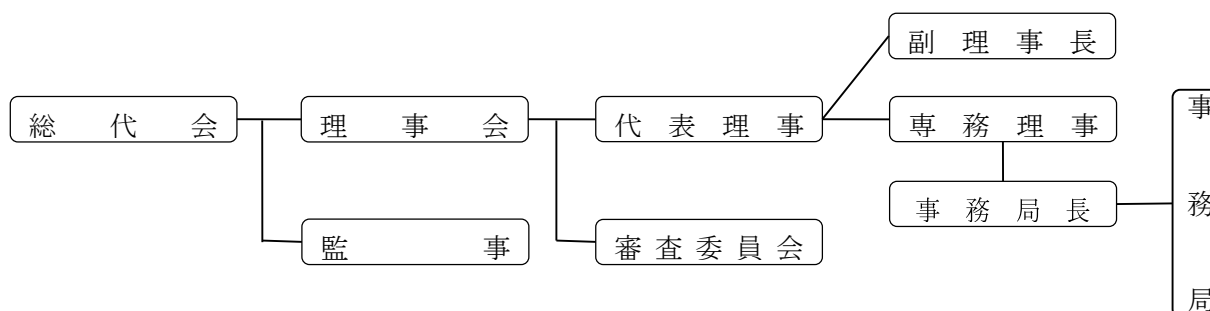 副理事長
総代会
理事会
代表理事
専務理事
事務局長
監事
審査委員会
事務局